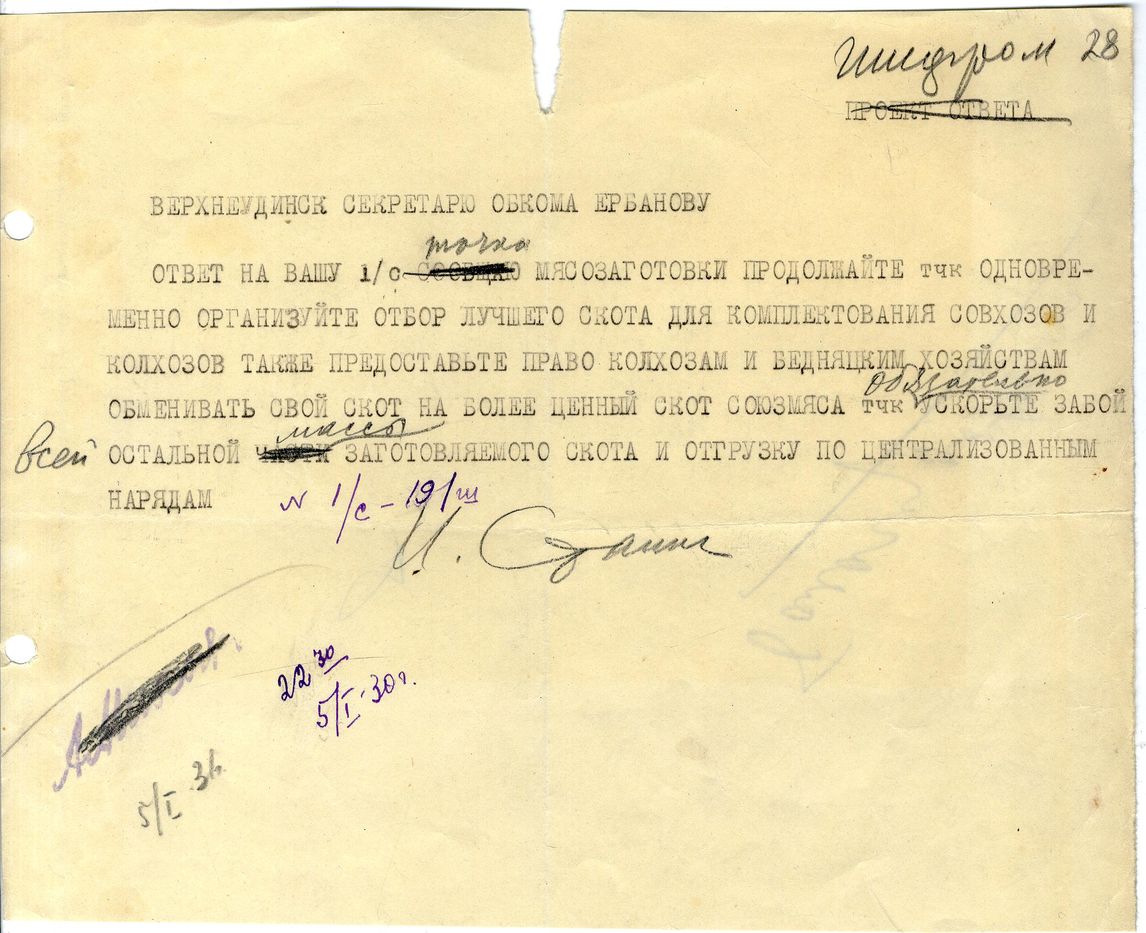 Шифром 28
ПРОЕКТ ОТВЕТА
ВЕРХНЕУДИНСК СЕКРЕТАРЮ ОБКОМА ЕРБАНОВУ
точка
ОТВЕТ НА ВАШУ 1/с СООБЩАЮ МЯСОЗАГОТОВКИ ПРОДОЛЖАЙТЕ тчк ОДНОВРЕ-
МЕННО ОРГАНИЗУЙТЕ ОТБОР ЛУЧШЕГО СКОТА ДЛЯ КОМПЛЕКТОВАНИЯ СОВХОЗОВ И
КОЛХОЗОВ ТАКЖЕ ПРЕДОСТАВЬТЕ ПРАВО КОЛХОЗАМ И БЕДНЯЦКИМ ХОЗЯЙСТВАМ
обязательно
ОБМЕНИВАТЬ СВОЙ СКОТ НА БОЛЕЕ ЦЕННЫЙ СКОТ СОЮЗМЯСА тчк УСКОРЬТЕ ЗАБОЙ
массы
всей ОСТАЛЬНОЙ ЧАСТИ ЗАГОТОВЛЯЕМОГО СКОТА И ОТГРУЗКУ ПО ЦЕНТРАЛИЗОВАННЫМ
НАРЯДАМ
N 1/с - 19/ш
И. Сталин
22 30
5/I 30г.
5/I